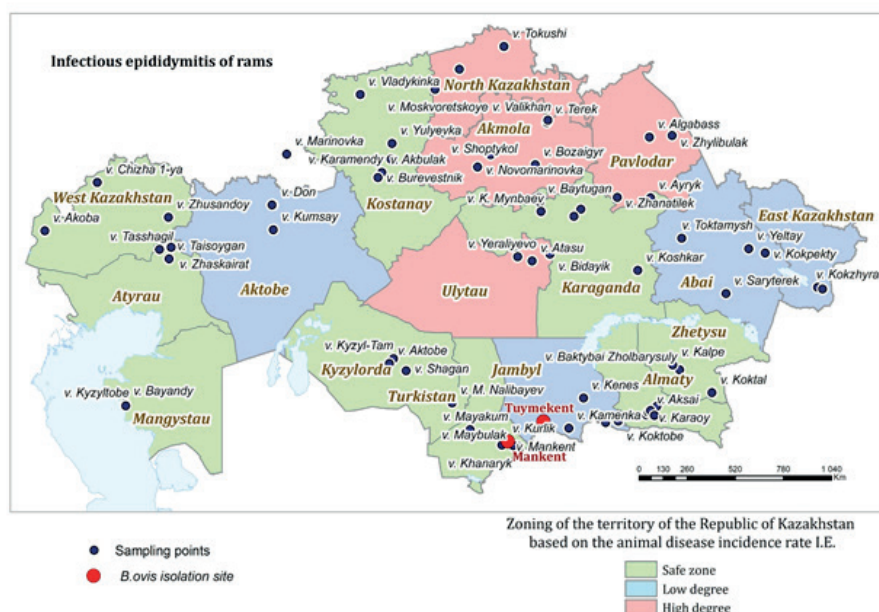 Infectious epididymitis of rams
v. Tokushi
v. Vladykinka
North Kazakhstan
v. Moskvoretskoye
v. Valikhan
v. Terek
Akmola
v. Algabass
v. Zhylibulak
Pavlodar
v. Yulyevka
v. Marinovka
v. Karamendy
v. Akbulak
v. Shoptykol
v. Bozaigyr
v. Novomarinovka
v. Burevestnik
v. Chizha 1-ya
West Kazakhstan
v. Zhusandoy
v. Don
Kostanay
v. K. Mynbaev
v. Baytugan
v. Ayryk
v. Zhanatilek
v. Akoba
v. Kumsay
v. Toktamysh
East Kazakhstan
v. Yeltay
v. Tasshagil
v. Taisoygan
v. Zhaskairat
v. Yeraliyevo
v. Atasu
v. Bidayik
v. Koshkar
v. Kokpekty
Abai
v. Kokzhyra
Atyrau
Aktobe
Ulytau
Karaganda
v. Saryterek
Zhetysu
v. Kyzyl-Tam
v. Aktobe
Kyzylorda
v. Shagan
Jambyl
v. Baktybai Zholbarysuly
v. Kalpe
Almaty
v. Koktal
v. Kyzyltobe
v. Bayandy
Mangystau
Turkistan
v. M. Nalibayev
v. Kenes
v. Aksai
Tuymekent
v. Mayakum
v. Kurlik
v. Kamenka
v. Karaoy
v. Maybulak
v. Mankent
v. Koktobe
Mankent
v. Khanaryk
0 130 260 520 780 1 040
Km
Zoning of the territory of the Republic of Kazakhstan
based on the animal disease incidence rate I.E.
Sampling points
B.ovis isolation site
Safe zone
Low degree
High degree